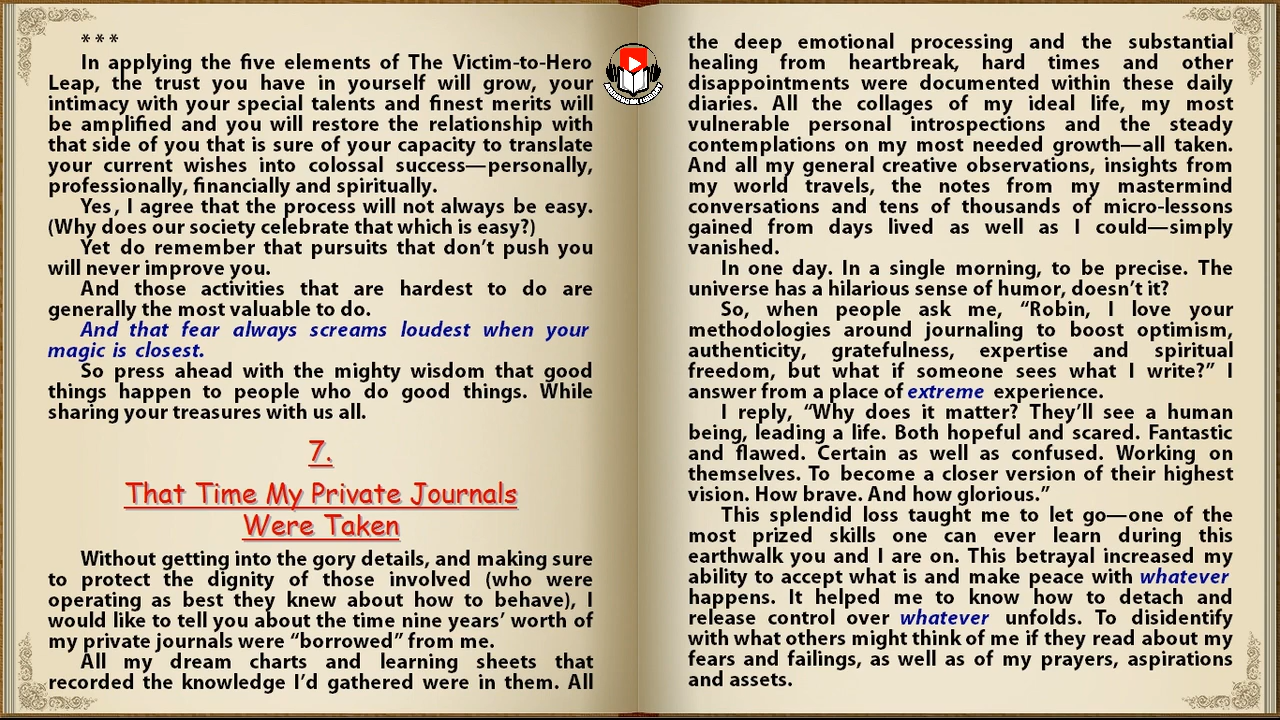 ***
In applying the five elements of The Victim-to-Hero
Leap, the trust you have in yourself will grow, your
intimacy with your special talents and finest merits will
be amplified and you will restore the relationship with
that side of you that is sure of your capacity to translate
your current wishes into colossal success—personally,
professionally, financially and spiritually.
Yes, I agree that the process will not always be easy.
(Why does our society celebrate that which is easy?)
Yet do remember that pursuits that don’t push you
will never improve you.
And those activities that are hardest to do are
generally the most valuable to do.
And that fear always screams loudest when your
magic is closest.
So press ahead with the mighty wisdom that good
things happen to people who do good things. While
sharing your treasures with us all.
7.
That Time My Private Journals
Were Taken
Without getting into the gory details, and making sure
to protect the dignity of those involved (who were
operating as best they knew about how to behave), I
would like to tell you about the time nine years’ worth of
my private journals were “borrowed” from me.
All my dream charts and learning sheets that
recorded the knowledge I’d gathered were in them. All
the deep emotional processing and the substantial
healing from heartbreak, hard times and other
disappointments were documented within these daily
diaries. All the collages of my ideal life, my most
vulnerable personal introspections and the steady
contemplations on my most needed growth—all taken.
And all my general creative observations, insights from
my world travels, the notes from my mastermind
conversations and tens of thousands of micro-lessons
gained from days lived as well as I could—simply
vanished.
In one day. In a single morning, to be precise. The
universe has a hilarious sense of humor, doesn’t it?
So, when people ask me, “Robin, I love your
methodologies around journaling to boost optimism,
authenticity, gratefulness, expertise and spiritual
freedom, but what if someone sees what I write?” I
answer from a place of extreme experience.
I reply, “Why does it matter? They’ll see a human
being, leading a life. Both hopeful and scared. Fantastic
and flawed. Certain as well as confused. Working on
themselves. To become a closer version of their highest
vision. How brave. And how glorious.”
This splendid loss taught me to let go—one of the
most prized skills one can ever learn during this
earthwalk you and I are on. This betrayal increased my
ability to accept what is and make peace with whatever
happens. It helped me to know how to detach and
release control over whatever unfolds. To disidentify
with what others might think of me if they read about my
fears and failings, as well as of my prayers, aspirations
and assets.